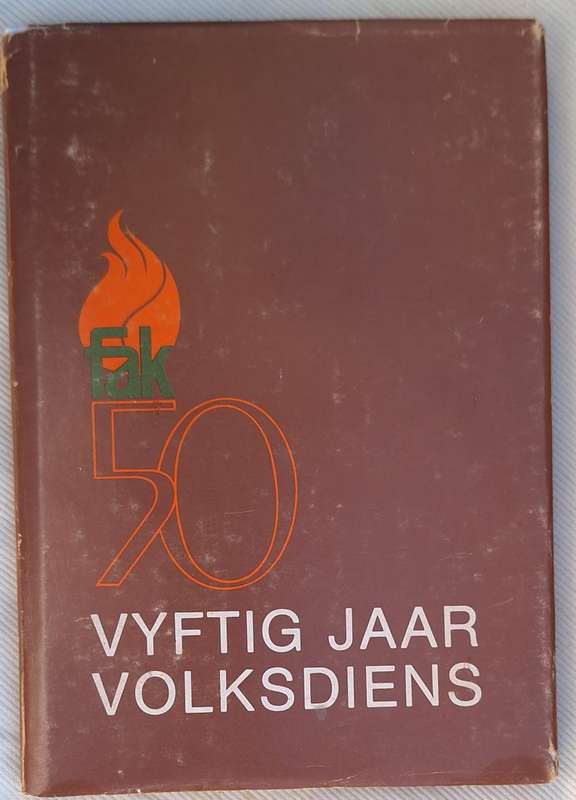 fak
50
VYFTIG JAAR
VOLKSDIENS